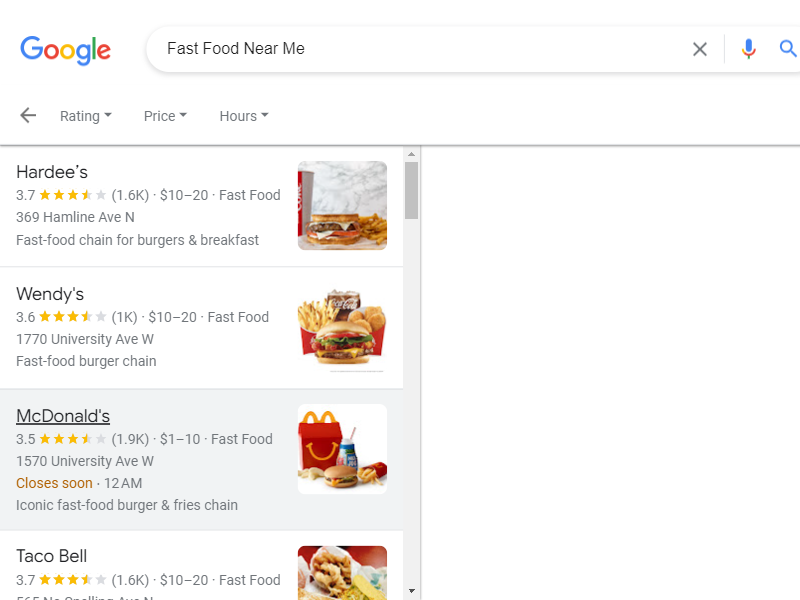 Google
Fast Food Near Me
Rating
Price
Hours
Hardee's
3.7 (1.6K) · $10–20 · Fast Food
369 Hamline Ave N
Fast-food chain for burgers & breakfast
Wendy's
3.6 (1K) · $10–20 · Fast Food
1770 University Ave W
Fast-food burger chain
McDonald's
3.5 (1.9K) · $1–10 · Fast Food
1570 University Ave W
Closes soon · 12 AM
Iconic fast-food burger & fries chain
Taco Bell
3.7 (1.6K) · $10–20 · Fast Food